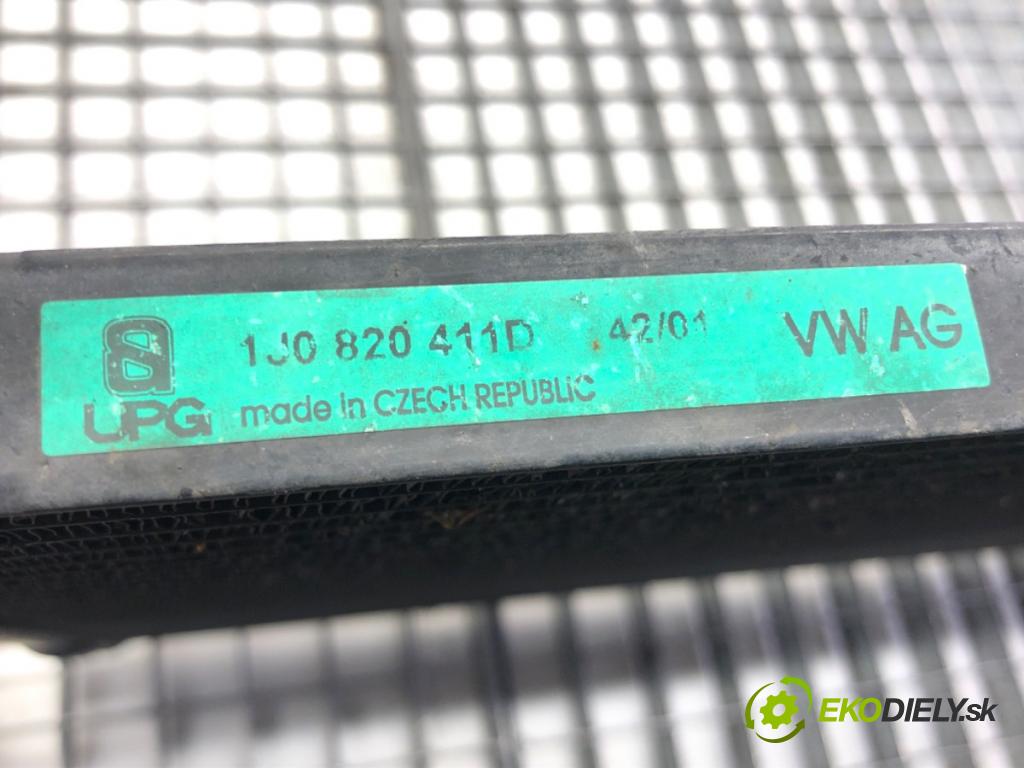 1J0 820 411D 42/01 VW AG
UPG made in CZECH REPUBLIC
EKODIELY.sk